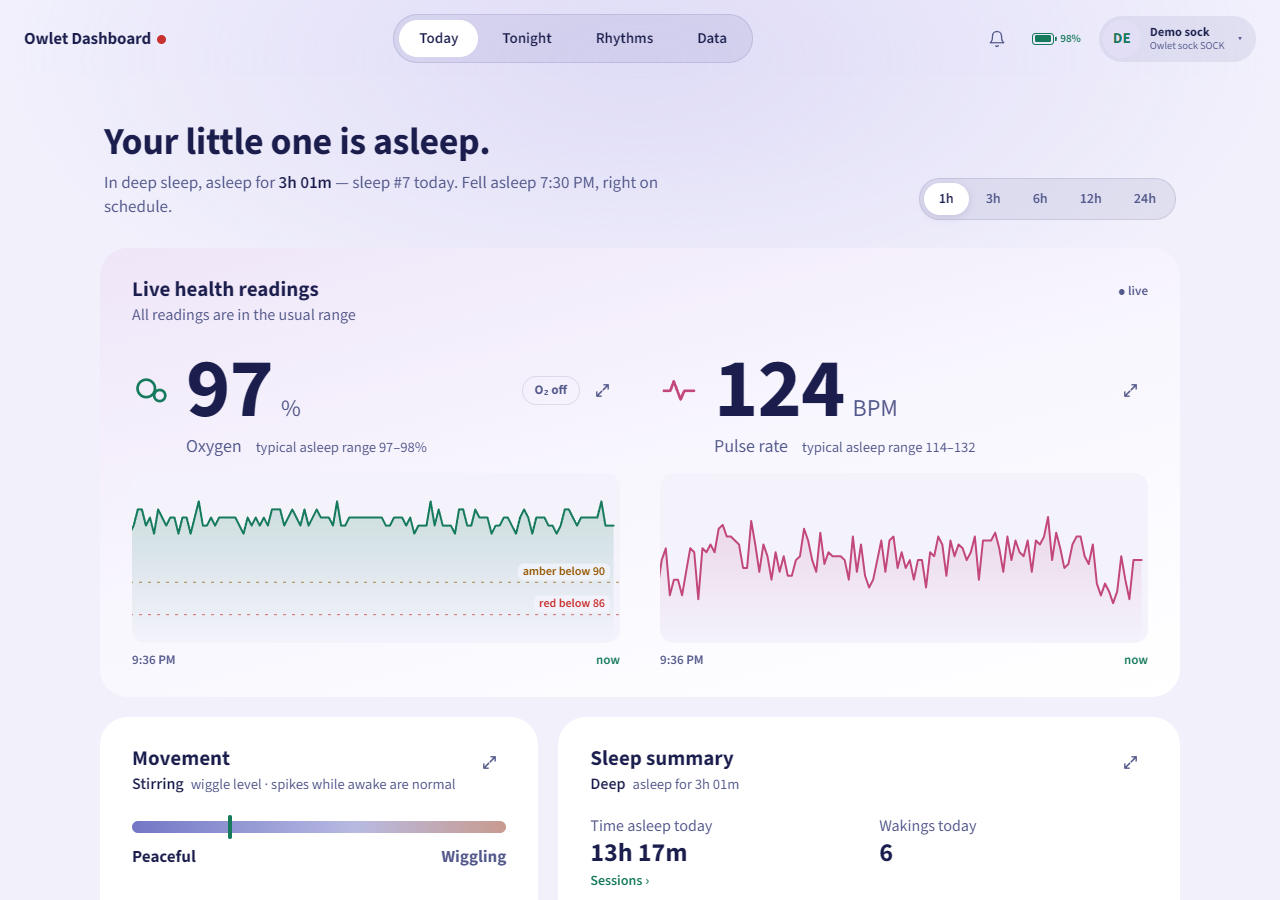 Owlet Dashboard
Today
Tonight
Rhythms
Data
98%
DE
Demo sock
Owlet sock SOCK
Your little one is asleep.
In deep sleep, asleep for 3h 01m — sleep #7 today. Fell asleep 7:30 PM, right on
schedule.
1h
3h
6h
12h
24h
Live health readings
All readings are in the usual range
live
97 %
O₂ off
Oxygen typical asleep range 97–98%
124 BPM
Pulse rate typical asleep range 114–132
amber below 90
red below 86
9:36 PM
now
9:36 PM
now
Movement
Stirring wiggle level · spikes while awake are normal
Peaceful
Wiggling
Sleep summary
Deep asleep for 3h 01m
Time asleep today
13h 17m
Sessions ›
Wakings today
6